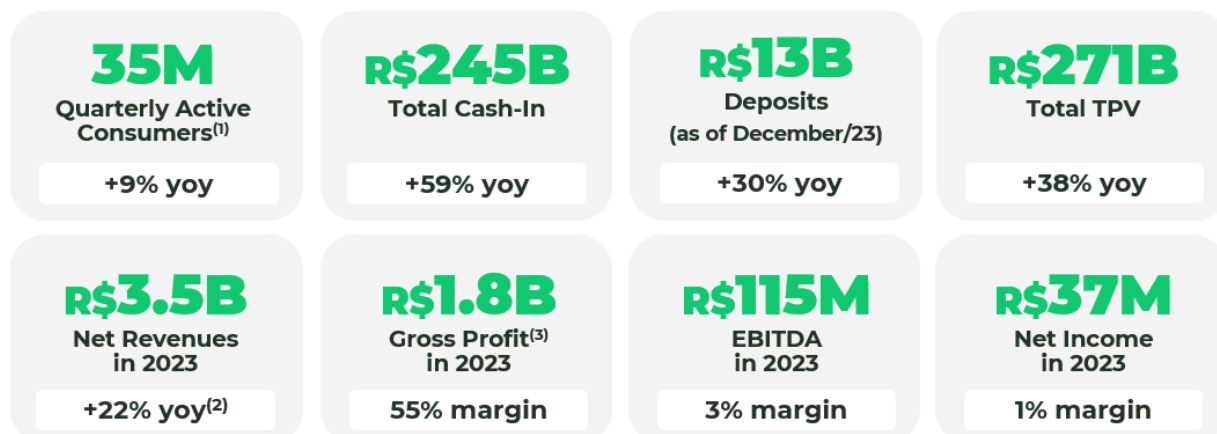 35M
Quarterly Active
Consumers(1)
+9% yoy
R$245B
Total Cash-In
+59% yoy
R$13B
Deposits
(as of December/23)
+30% yoy
R$271B
Total TPV
+38% yoy
R$3.5B
Net Revenues
in 2023
+22% yoy(2)
R$1.8B
Gross Profit(3)
in 2023
55% margin
R$115M
EBITDA
in 2023
3% margin
R$37M
Net Income
in 2023
1% margin